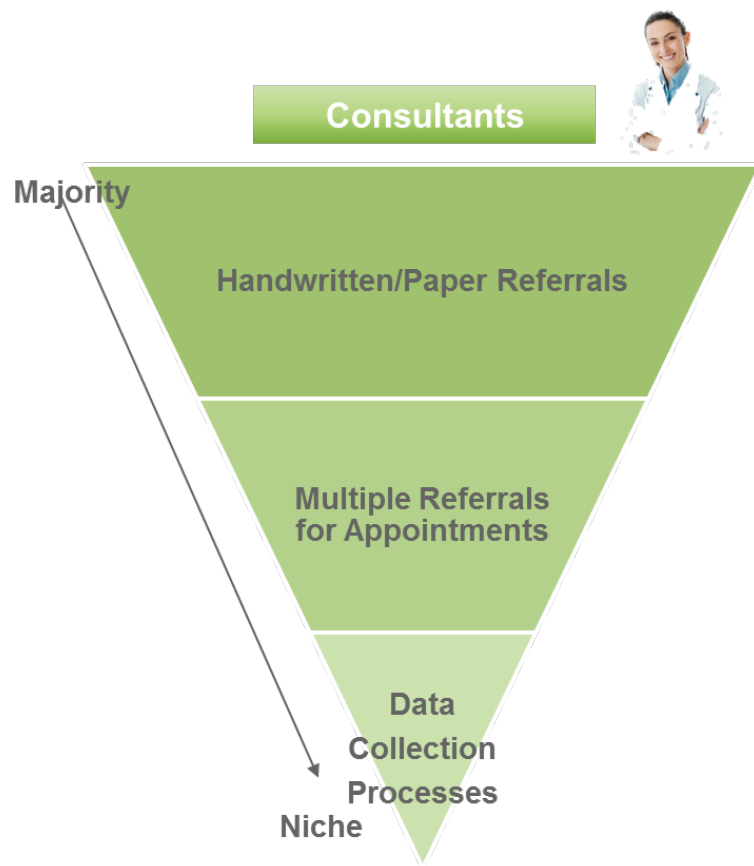 Consultants
Majority
Handwritten/Paper Referrals
Multiple Referrals
for Appointments
Data
Collection
Processes
Niche